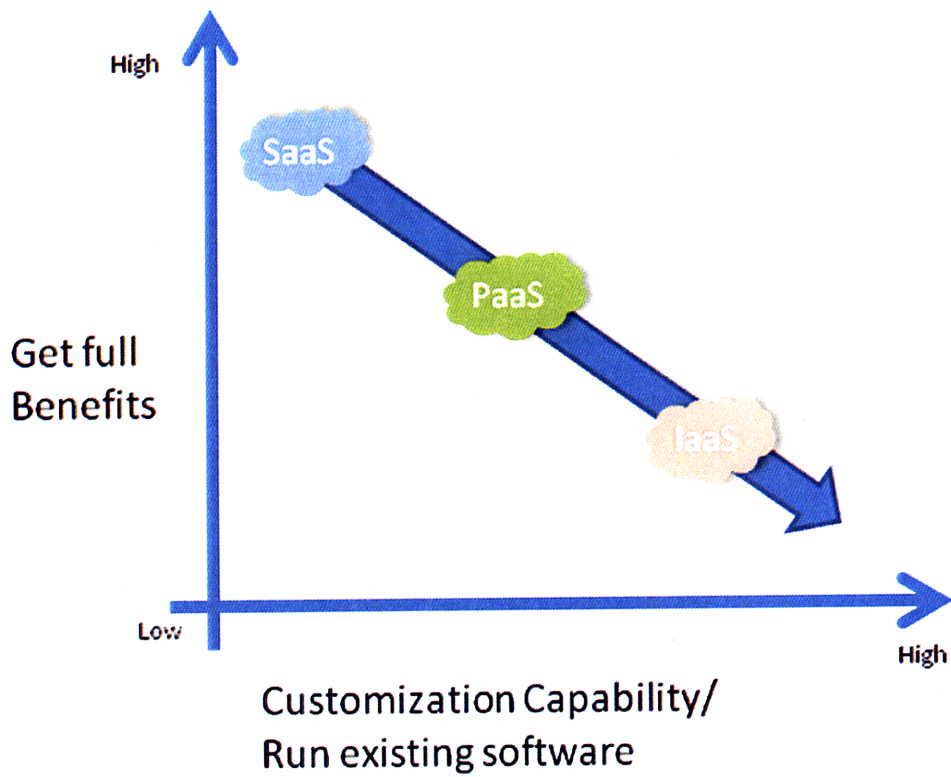 High
SaaS
PaaS
Get full
Benefits
IaaS
Low
High
Customization Capability/
Run existing software